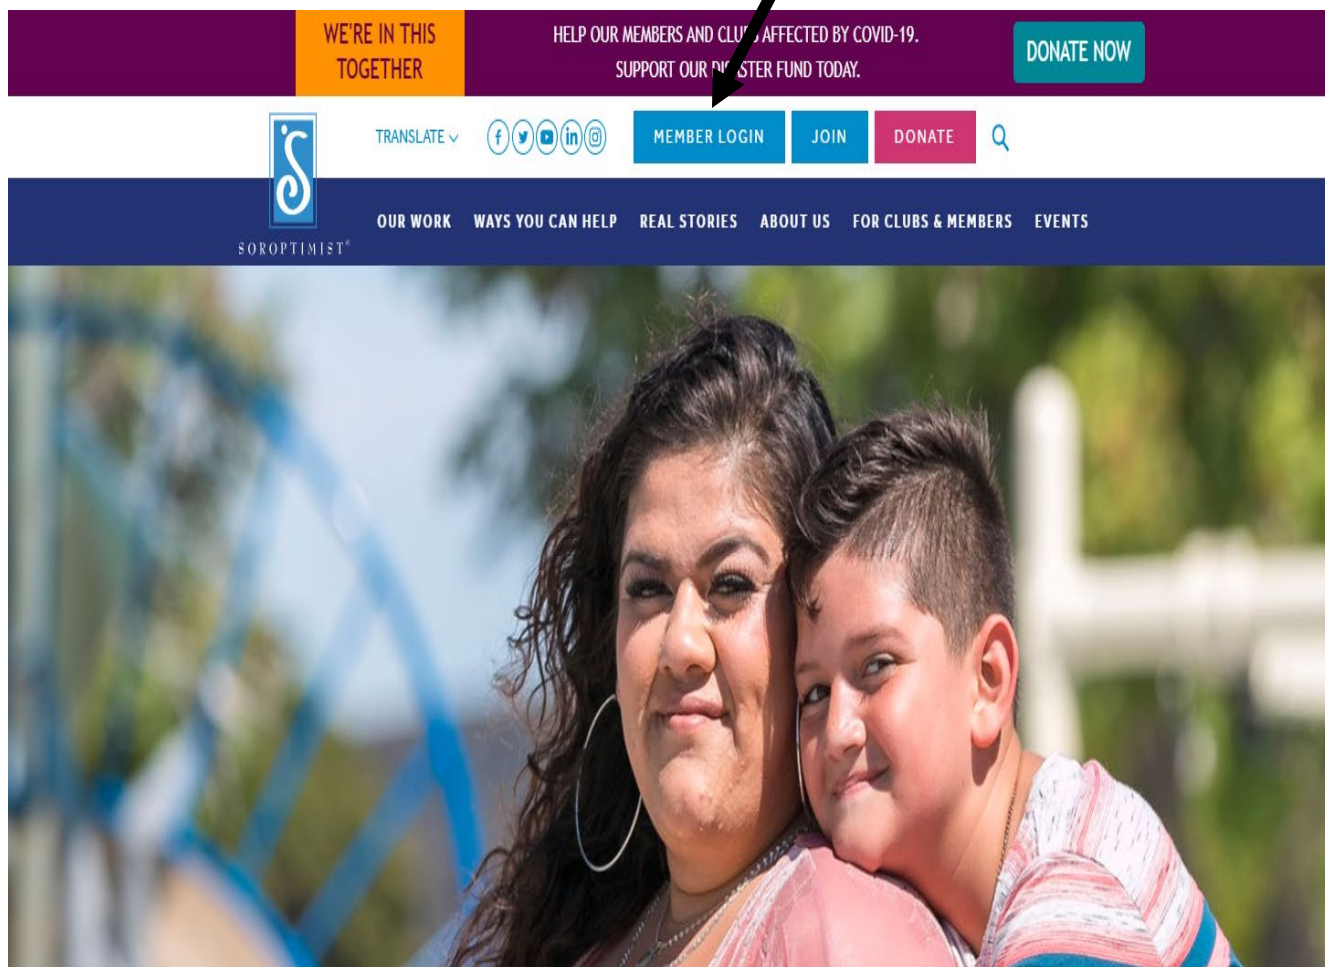 WE'RE IN THIS
TOGETHER
HELP OUR MEMBERS AND CLUBS AFFECTED BY COVID-19.
SUPPORT OUR DISASTER FUND TODAY.
DONATE NOW
TRANSLATE
MEMBER LOGIN
JOIN
DONATE
SOROPTIMIST®
OUR WORK WAYS YOU CAN HELP REAL STORIES ABOUT US FOR CLUBS & MEMBERS EVENTS